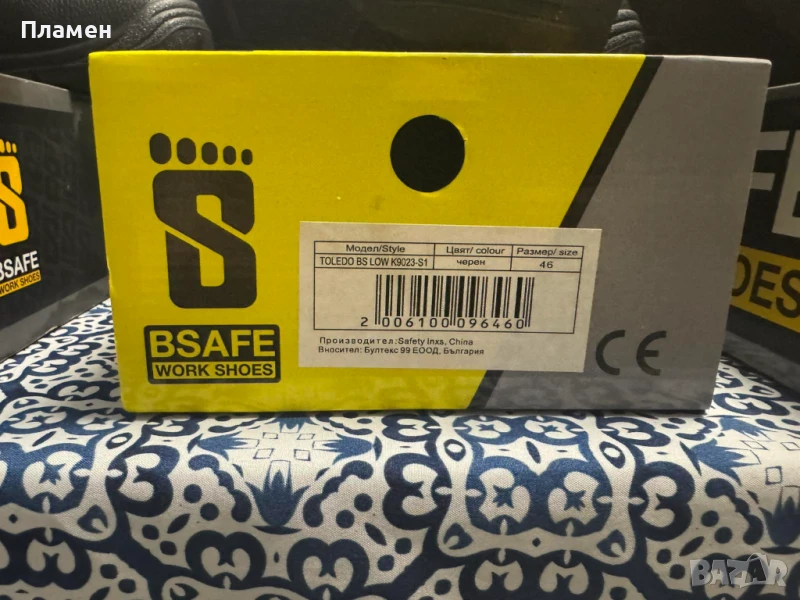 Пламен
S
BSAFE
WORK SHOES
Модел/Style
Цвят/ colour
Размер/ size
TOLEDO BS LOW K9023-S1
черен
46
2 006100 096460
Производител:Safety Inxs, China
Вносител: Бултекс 99 ЕООД, България
CE
S
BSAFE
WORK SHOES
BAZAR